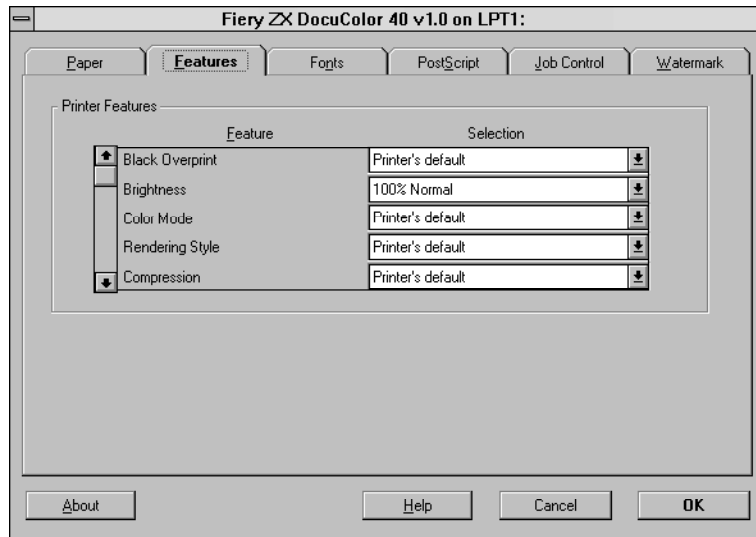 Fiery ZX DocuColor 40 v1.0 on LPT1:
Paper Features Fonts PostScript Job Control Watermark
Printer Features
Feature Selection
Black Overprint Printer's default
Brightness 100% Normal
Color Mode Printer's default
Rendering Style Printer's default
Compression Printer's default
About Help Cancel OK